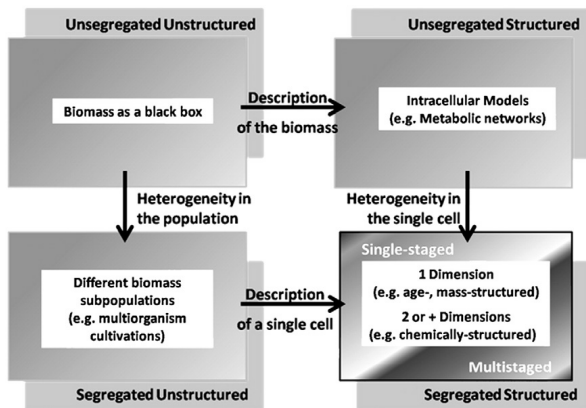 Unsegregated Unstructured
Unsegregated Structured
Biomass as a black box
Description
of the biomass
Intracellular Models
(e.g. Metabolic networks)
Heterogeneity in
the population
Heterogeneity in
the single cell
Different biomass
subpopulations
(e.g. multiorganism
cultivations)
Description
of a single cell
Single-staged
1 Dimension
(e.g. age-, mass-structured)
2 or + Dimensions
(e.g. chemically-structured)
Multistaged
Segregated Unstructured
Segregated Structured